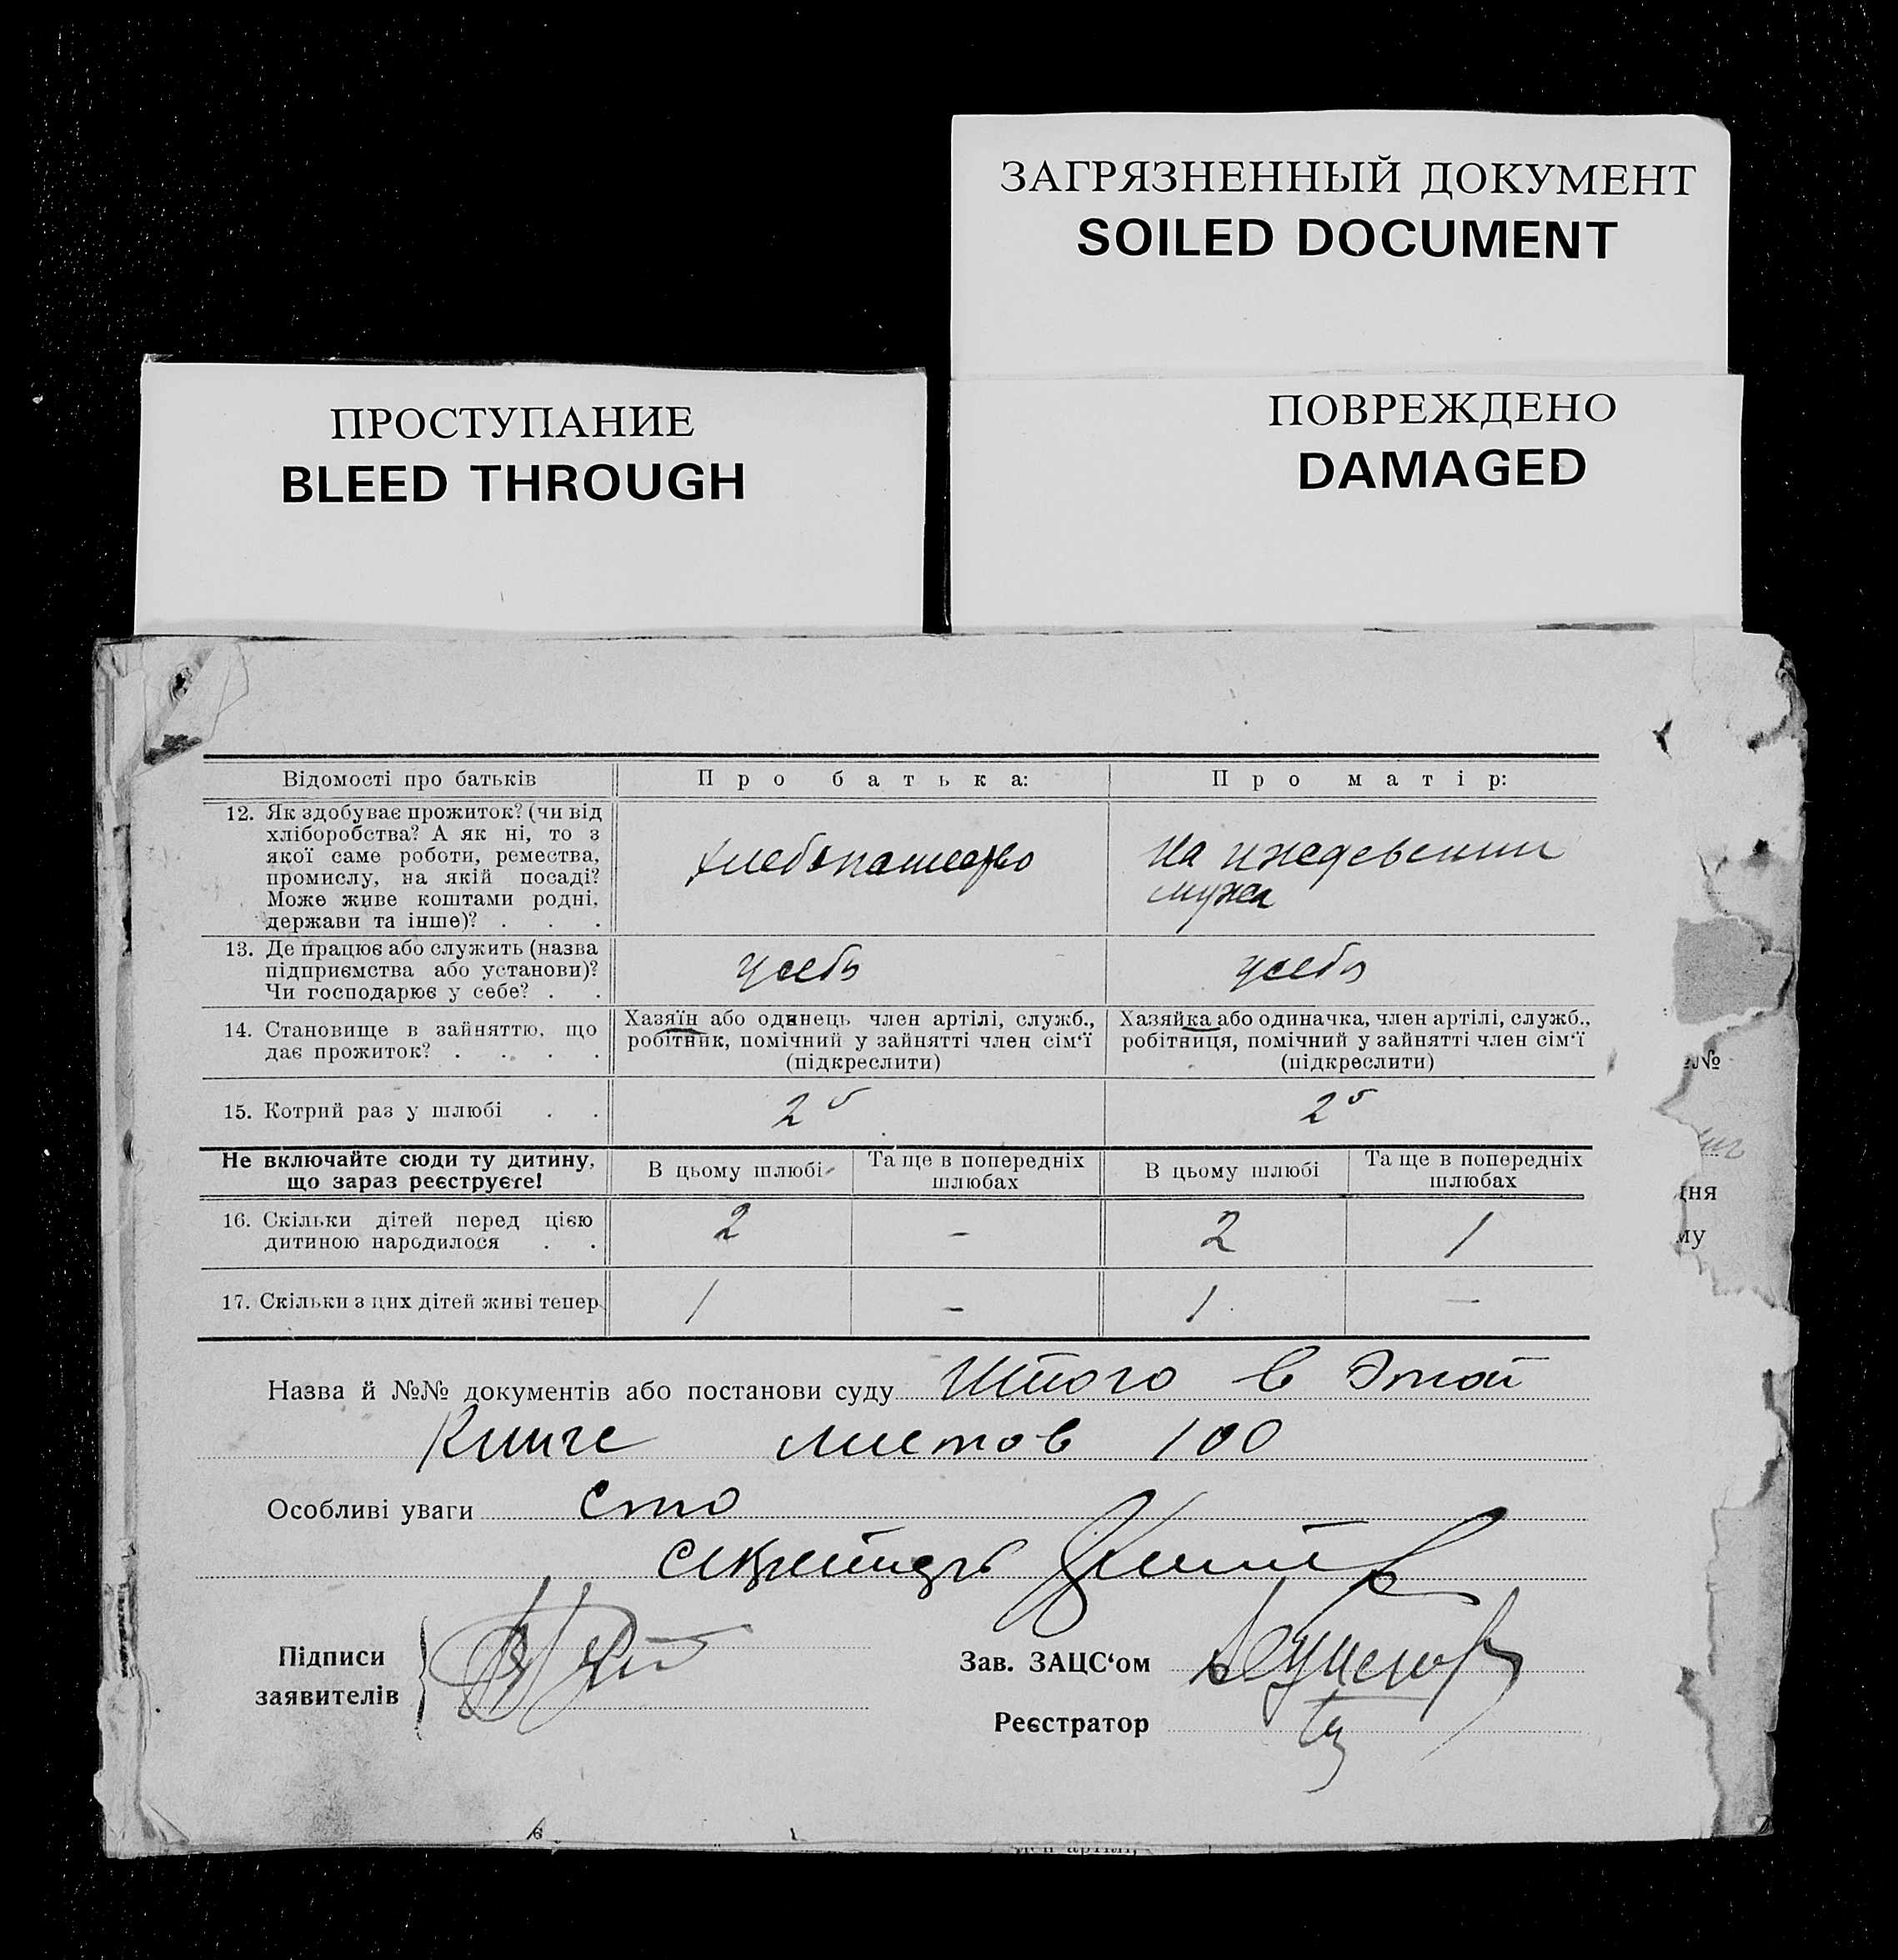 ЗАГРЯЗНЕННЫЙ ДОКУМЕНТ
SOILED DOCUMENT
ПРОСТУПАНИЕ
BLEED THROUGH
ПОВРЕЖДЕНО
DAMAGED
Відомості про батьків
Про батька:
Про матір:
12. Як здобуває прожиток? (чи від
хліборобства? А як ні, то з
якої саме роботи, ремества,
промислу, на якій посаді?
Може живе коштами родні,
держави та інше)? . . .
хлебопашество
На иждевении
мужа
13. Де працює або служить (назва
підприємства або установи)?
Чи господарює у себе? . .
у себя
у себя
14. Становище в зайняттю, що
дає прожиток? . . . .
Хазяїн або одинець член артілі, служб.,
робітник, помічний у зайнятті член сім'ї
(підкреслити)
Хазяйка або одиначка, член артілі, служб.,
робітниця, помічний у зайнятті член сім'ї
(підкреслити)
15. Котрий раз у шлюбі . .
2й
2й
Не включайте сюди ту дитину,
що зараз реєструєте!
В цьому шлюбі
Та ще в попередніх
шлюбах
В цьому шлюбі
Та ще в попередніх
шлюбах
16. Скільки дітей перед цією
дитиною народилося . .
2 – 2 1
17. Скільки з цих дітей живі тепер
1 – 1 –
Назва й №№ документів або постанови суду Итого в Этой
Книге листов 100
Особливі уваги сто
Підписи
заявителів
Зав. ЗАЦС'ом
Реєстратор
№
дня
му